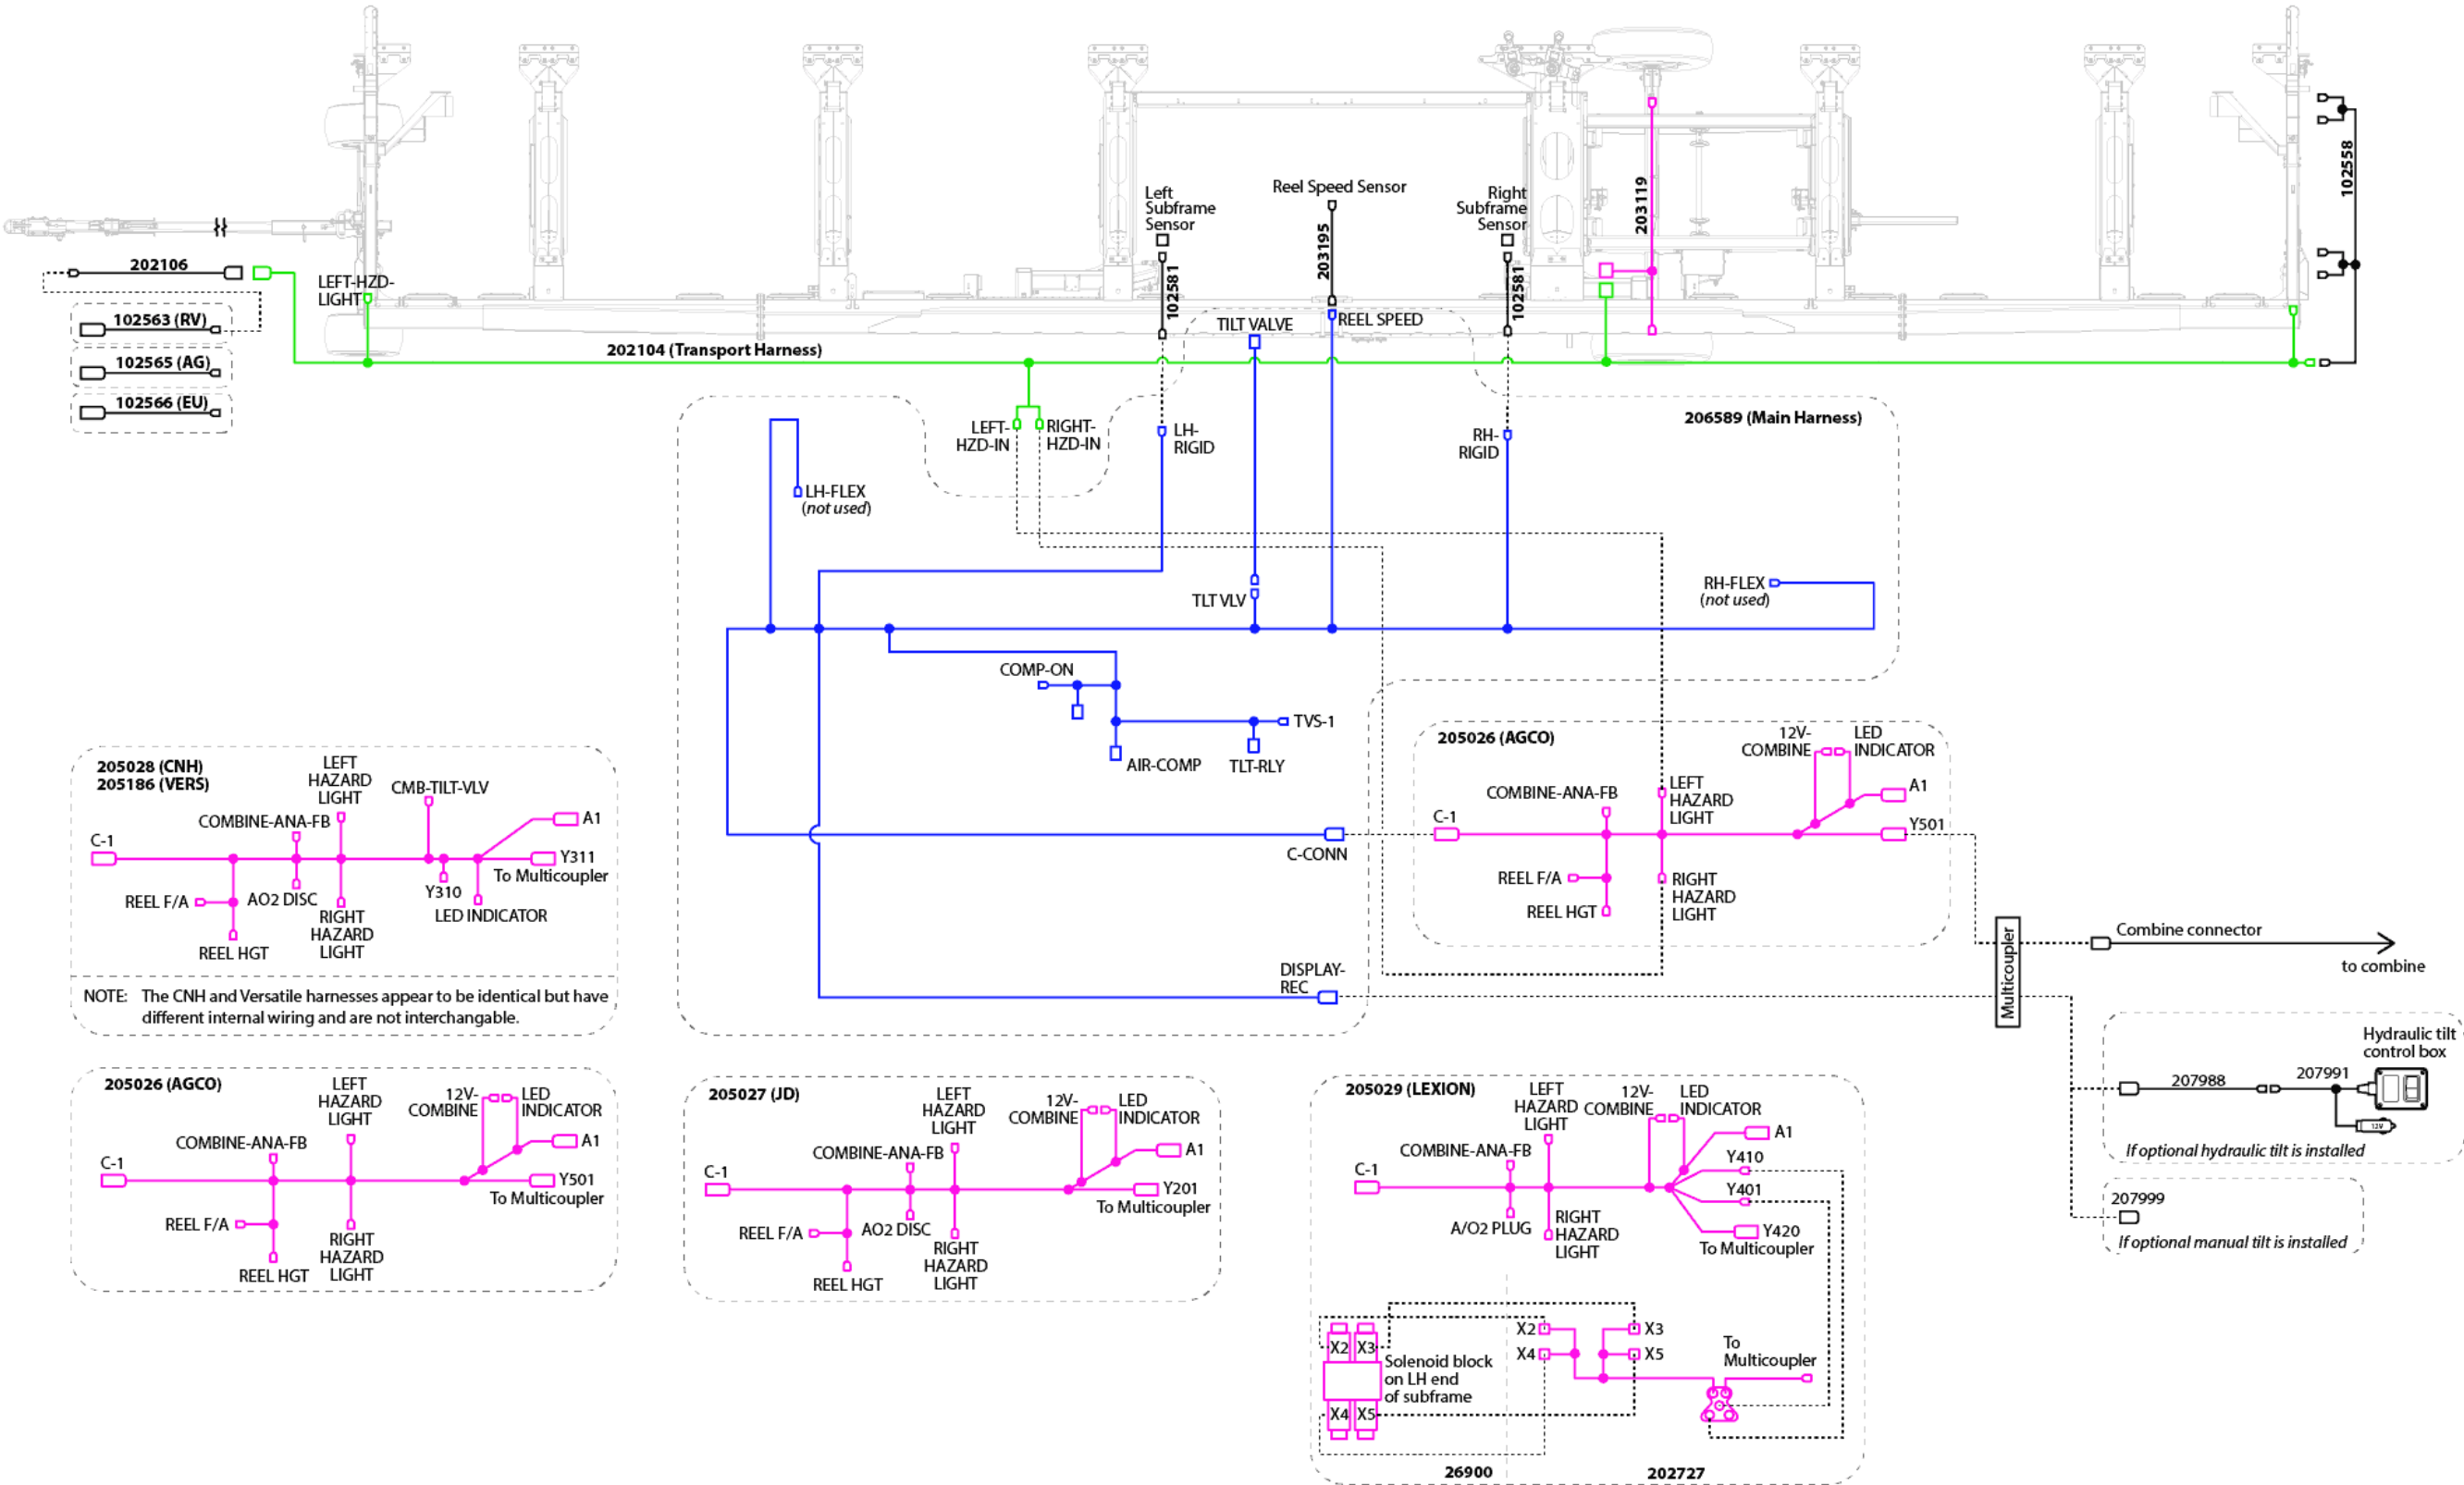 Left
Subframe
Sensor
Reel Speed Sensor
Right
Subframe
Sensor
203195
102581
102581
203119
102558
202106
LEFT-HZD-
LIGHT
102563 (RV)
102565 (AG)
102566 (EU)
202104 (Transport Harness)
TILT VALVE
REEL SPEED
206589 (Main Harness)
LEFT-
HZD-IN
RIGHT-
HZD-IN
LH-
RIGID
RH-
RIGID
LH-FLEX
(not used)
TLT VLV
RH-FLEX
(not used)
COMP-ON
TVS-1
AIR-COMP
TLT-RLY
C-CONN
DISPLAY-
REC
205028 (CNH)
205186 (VERS)
LEFT
HAZARD
LIGHT
CMB-TILT-VLV
COMBINE-ANA-FB
A1
C-1
Y311
To Multicoupler
Y310
REEL F/A
AO2 DISC
RIGHT
HAZARD
LIGHT
LED INDICATOR
REEL HGT
NOTE: The CNH and Versatile harnesses appear to be identical but have
different internal wiring and are not interchangable.
205026 (AGCO)
12V-
COMBINE
LED
INDICATOR
COMBINE-ANA-FB
LEFT
HAZARD
LIGHT
A1
C-1
Y501
REEL F/A
RIGHT
HAZARD
LIGHT
REEL HGT
Multicoupler
Combine connector
to combine
Hydraulic tilt
control box
207988
207991
12V
If optional hydraulic tilt is installed
207999
If optional manual tilt is installed
205026 (AGCO)
LEFT
HAZARD
LIGHT
12V-
COMBINE
LED
INDICATOR
COMBINE-ANA-FB
A1
C-1
Y501
To Multicoupler
REEL F/A
RIGHT
HAZARD
LIGHT
REEL HGT
205027 (JD)
LEFT
HAZARD
LIGHT
12V-
COMBINE
LED
INDICATOR
COMBINE-ANA-FB
A1
C-1
Y201
To Multicoupler
REEL F/A
AO2 DISC
RIGHT
HAZARD
LIGHT
REEL HGT
205029 (LEXION)
LEFT
HAZARD
LIGHT
12V-
COMBINE
LED
INDICATOR
COMBINE-ANA-FB
A1
C-1
Y410
Y401
A/O2 PLUG
RIGHT
HAZARD
LIGHT
Y420
To Multicoupler
X2
X3
X4
X5
X2
X3
X4
X5
Solenoid block
on LH end
of subframe
To
Multicoupler
26900
202727